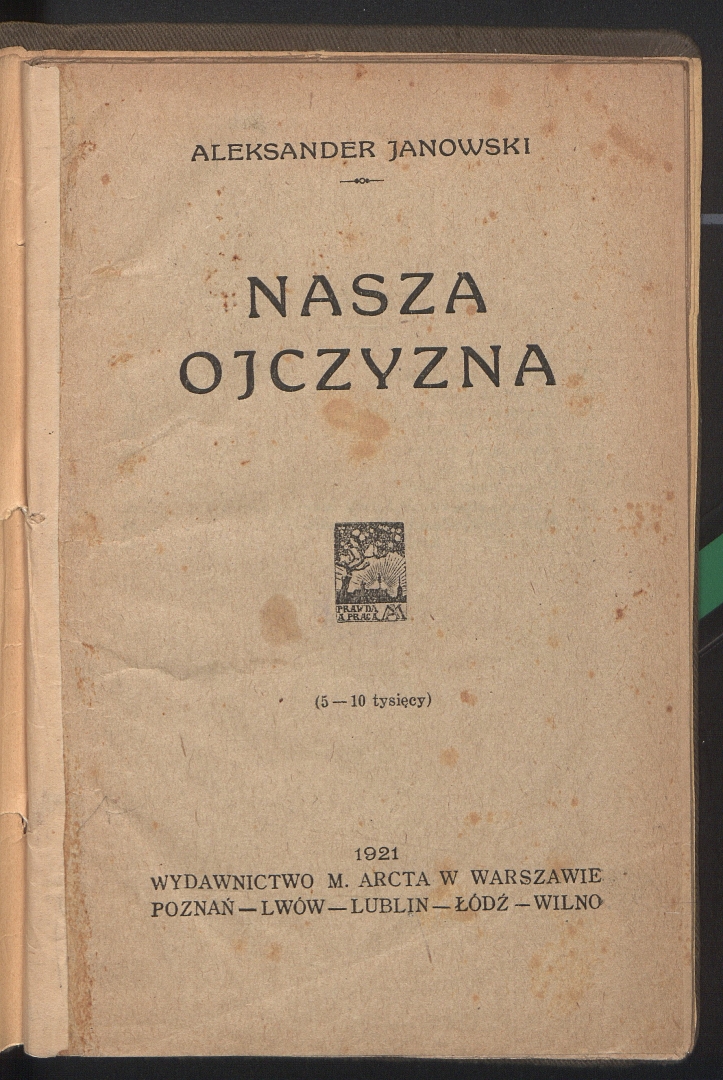 ALEKSANDER JANOWSKI
NASZA
OJCZYZNA
PRAWDA
A PRACA
(5 — 10 tysięcy)
1921
WYDAWNICTWO M. ARCTA W WARSZAWIE
POZNAŃ — LWÓW — LUBLIN — ŁÓDŹ — WILNO